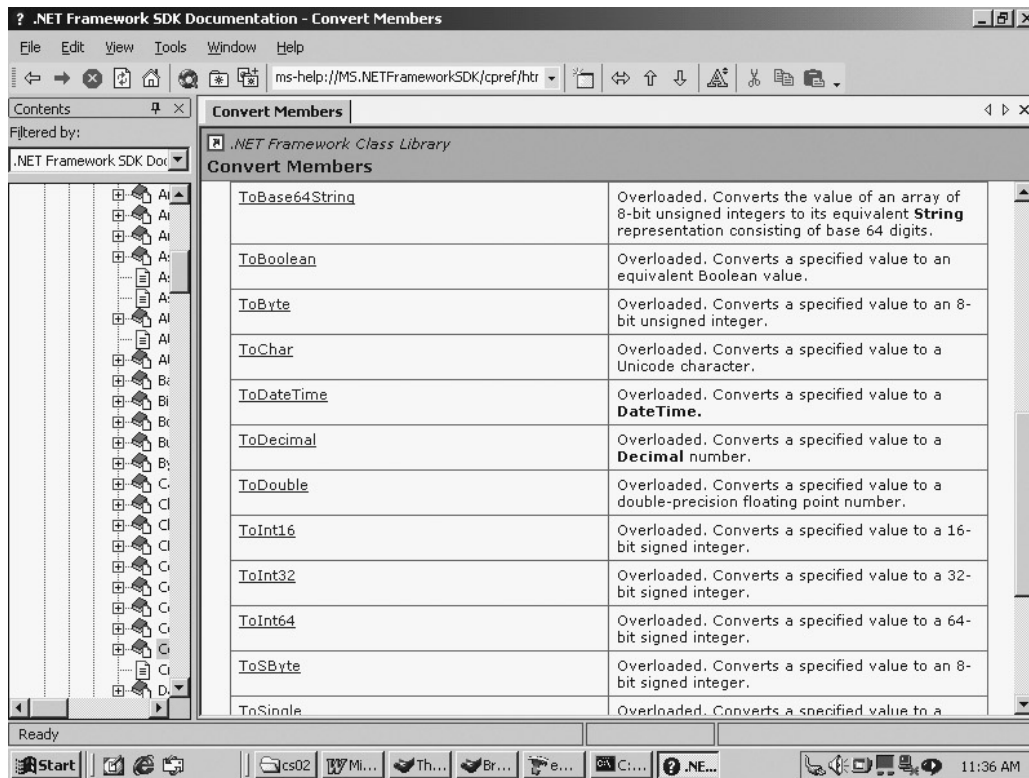 ? .NET Framework SDK Documentation - Convert Members
File Edit View Tools Window Help
ms-help://MS.NETFrameworkSDK/cpref/htr
Contents
Convert Members
Filtered by:
.NET Framework SDK Doc
.NET Framework Class Library
Convert Members
ToBase64String
Overloaded. Converts the value of an array of
8-bit unsigned integers to its equivalent String
representation consisting of base 64 digits.
ToBoolean
Overloaded. Converts a specified value to an
equivalent Boolean value.
ToByte
Overloaded. Converts a specified value to an 8-
bit unsigned integer.
ToChar
Overloaded. Converts a specified value to a
Unicode character.
ToDateTime
Overloaded. Converts a specified value to a
DateTime.
ToDecimal
Overloaded. Converts a specified value to a
Decimal number.
ToDouble
Overloaded. Converts a specified value to a
double-precision floating point number.
ToInt16
Overloaded. Converts a specified value to a 16-
bit signed integer.
ToInt32
Overloaded. Converts a specified value to a 32-
bit signed integer.
ToInt64
Overloaded. Converts a specified value to a 64-
bit signed integer.
ToSByte
Overloaded. Converts a specified value to an 8-
bit signed integer.
ToSingle
Overloaded. Converts a specified value to a
Ready
Start cs02 Mi... Th... Br... e... C:... .NE... 11:36 AM